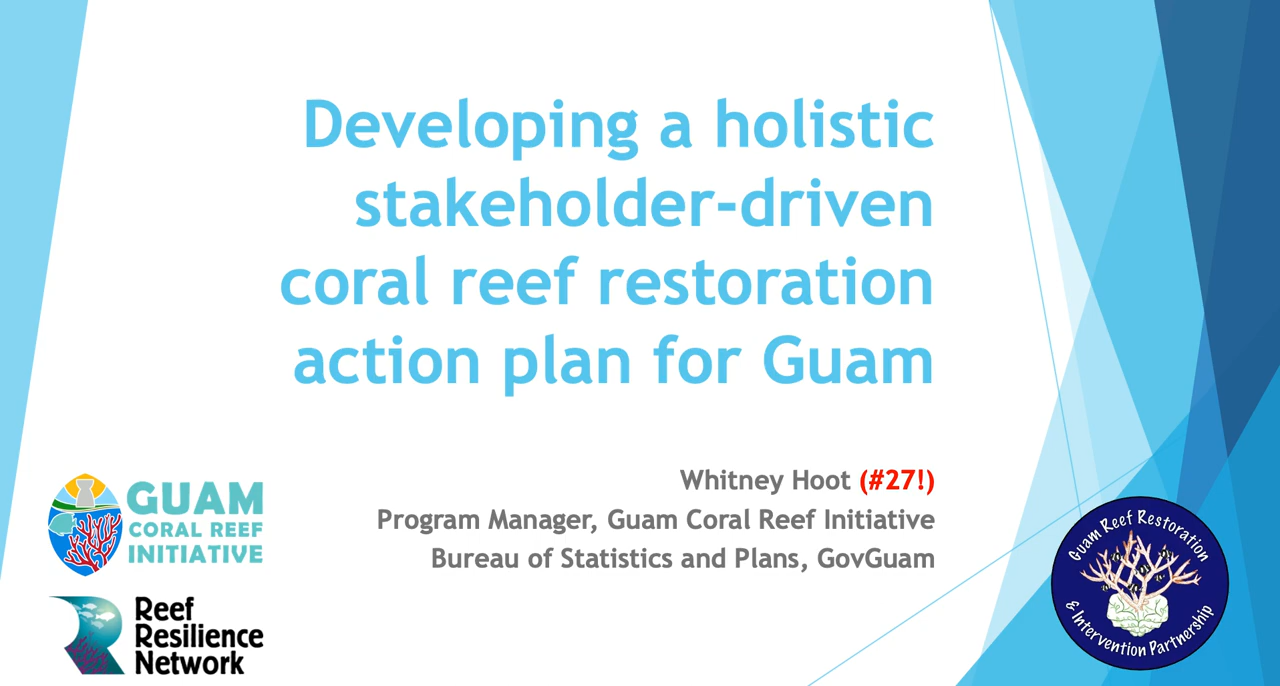 Developing a holistic
stakeholder-driven
coral reef restoration
action plan for Guam
Whitney Hoot (#27!)
Program Manager, Guam Coral Reef Initiative
Bureau of Statistics and Plans, GovGuam
GUAM
CORAL REEF
INITIATIVE
Reef
Resilience
Network
Guam Reef Restoration
& Intervention Partnership